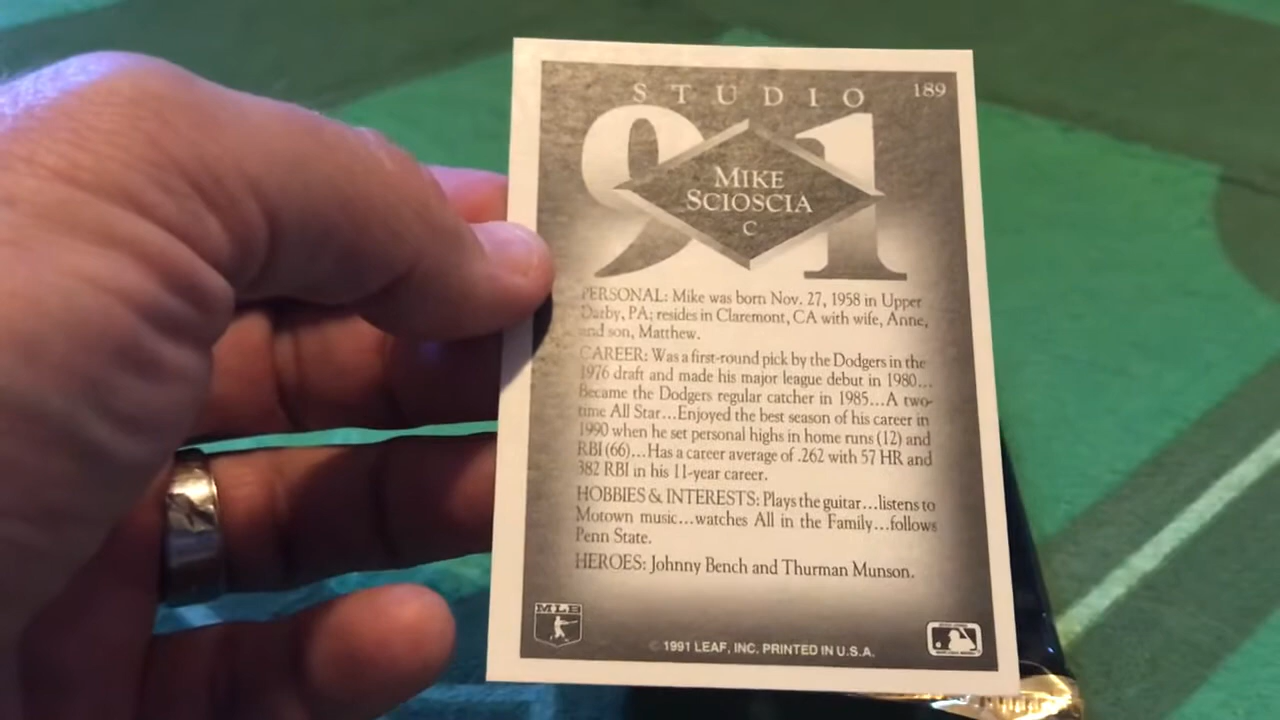 STUDIO 189
91
MIKE
SCIOSCIA
C
PERSONAL: Mike was born Nov. 27, 1958 in Upper
Darby, PA; resides in Claremont, CA with wife, Anne,
and son, Matthew.
CAREER: Was a first-round pick by the Dodgers in the
1976 draft and made his major league debut in 1980...
Became the Dodgers regular catcher in 1985...A two-
time All Star...Enjoyed the best season of his career in
1990 when he set personal highs in home runs (12) and
RBI (66)...Has a career average of .262 with 57 HR and
382 RBI in his 11-year career.
HOBBIES & INTERESTS: Plays the guitar...listens to
Motown music...watches All in the Family...follows
Penn State.
HEROES: Johnny Bench and Thurman Munson.
MLB
© 1991 LEAF, INC. PRINTED IN U.S.A.